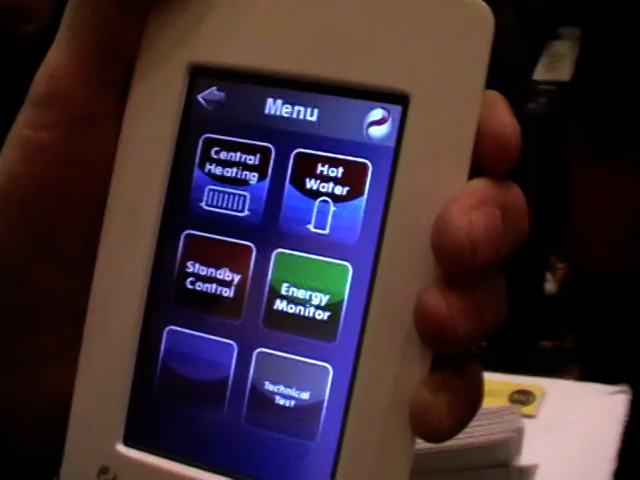 Menu
Central
Heating
Hot
Water
Standby
Control
Energy
Monitor
Technical
Test